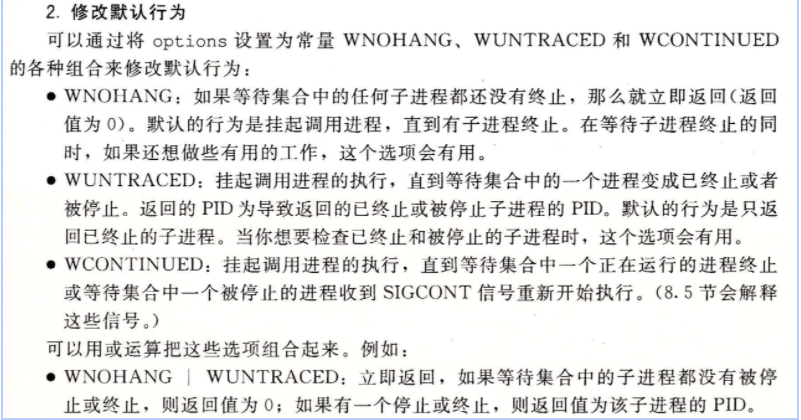 2. 修改默认行为
可以通过将 options 设置为常量 WNOHANG、WUNTRACED 和 WCONTINUED
的各种组合来修改默认行为：
● WNOHANG：如果等待集合中的任何子进程都还没有终止，那么就立即返回(返回
值为 0)。默认的行为是挂起调用进程，直到有子进程终止。在等待子进程终止的同
时，如果还想做些有用的工作，这个选项会有用。
● WUNTRACED：挂起调用进程的执行，直到等待集合中的一个进程变成已终止或者
被停止。返回的 PID 为导致返回的已终止或被停止子进程的 PID。默认的行为是只返
回已终止的子进程。当你想要检查已终止和被停止的子进程时，这个选项会有用。
● WCONTINUED：挂起调用进程的执行，直到等待集合中一个正在运行的进程终止
或等待集合中一个被停止的进程收到 SIGCONT 信号重新开始执行。(8.5 节会解释
这些信号。)
可以用或运算把这些选项组合起来。例如：
● WNOHANG | WUNTRACED：立即返回，如果等待集合中的子进程都没有被停
止或终止，则返回值为 0；如果有一个停止或终止，则返回值为该子进程的 PID。